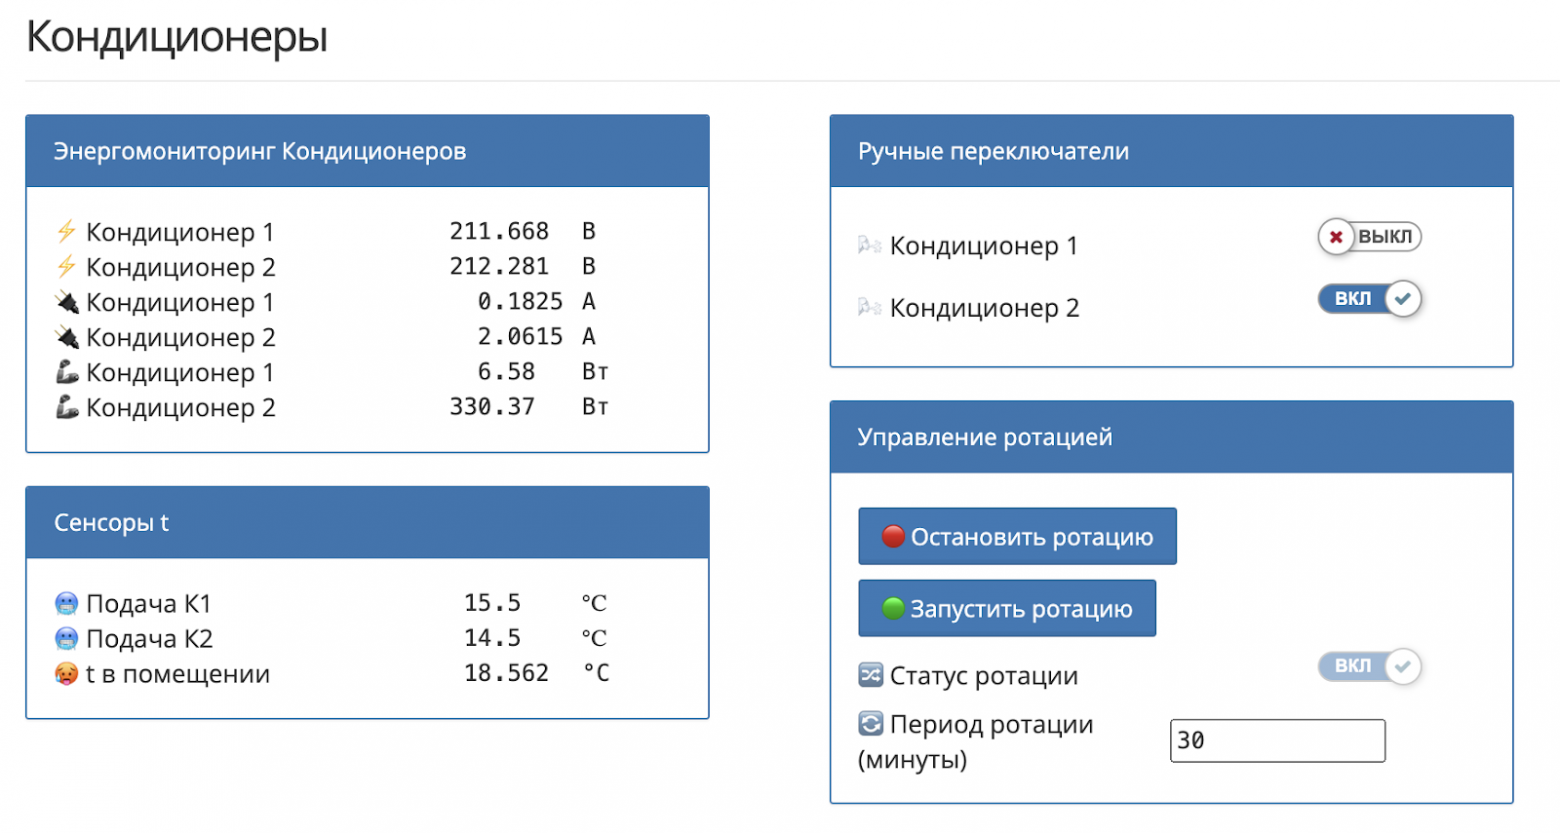 Кондиционеры
Энергомониторинг Кондиционеров
Кондиционер 1 211.668 В
Кондиционер 2 212.281 В
Кондиционер 1 0.1825 А
Кондиционер 2 2.0615 А
Кондиционер 1 6.58 Вт
Кондиционер 2 330.37 Вт
Сенсоры t
Подача К1 15.5 °C
Подача К2 14.5 °C
t в помещении 18.562 °C
Ручные переключатели
Кондиционер 1 ВЫКЛ
Кондиционер 2 ВКЛ
Управление ротацией
Остановить ротацию
Запустить ротацию
Статус ротации ВКЛ
Период ротации
(минуты) 30